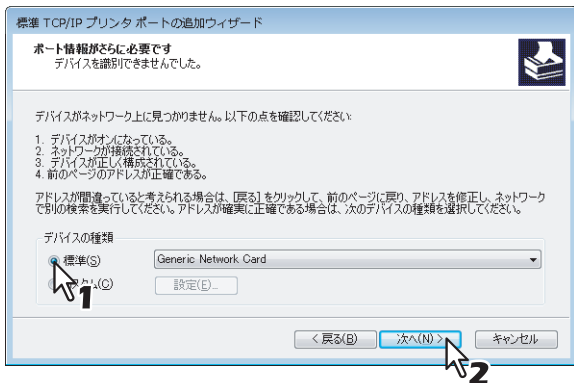 標準 TCP/IP プリンタ ポートの追加ウィザード
ポート情報がさらに必要です
デバイスを識別できませんでした。
デバイスがネットワーク上に見つかりません。以下の点を確認してください:
1. デバイスがオンになっている。
2. ネットワークが接続されている。
3. デバイスが正しく構成されている。
4. 前のページのアドレスが正確である。
アドレスが間違っていると考えられる場合は、[戻る] をクリックして、前のページに戻り、アドレスを修正し、ネットワーク
で別の検索を実行してください。アドレスが確実に正確である場合は、次のデバイスの種類を選択してください。
デバイスの種類
標準(S) Generic Network Card
(C) 設定(E)...
1
< 戻る(B) 次へ(N) > キャンセル
2